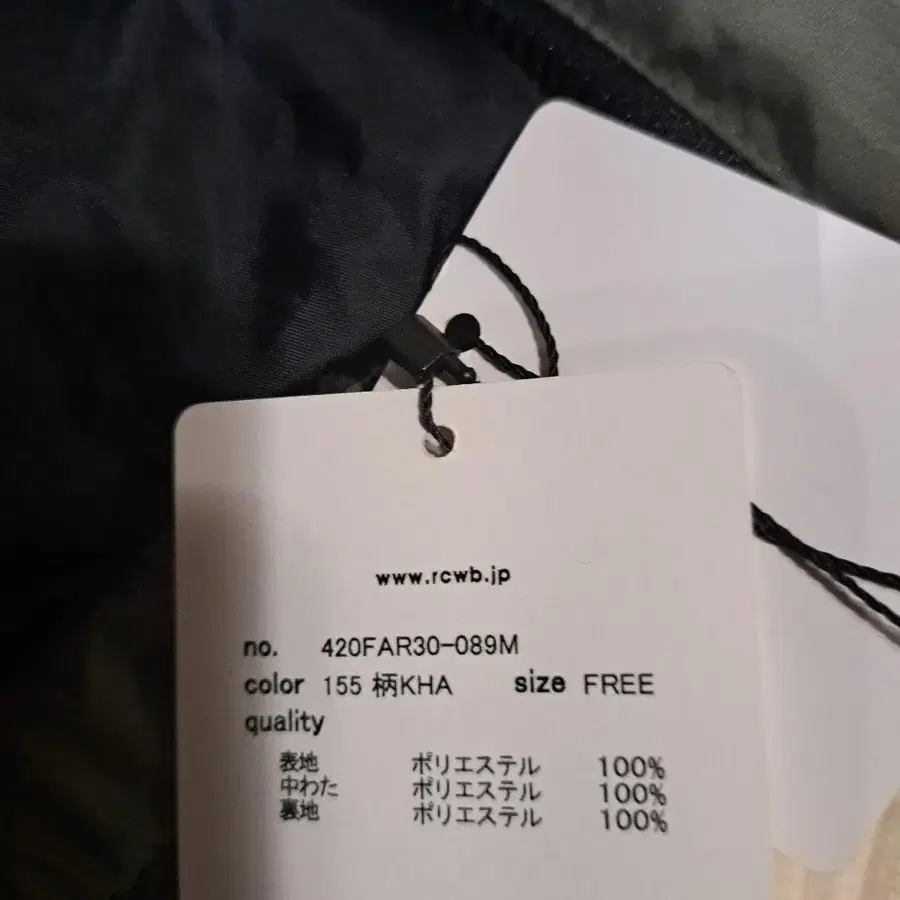 www.rcwb.jp
no. 420FAR30-089M
color 155 柄KHA size FREE
quality
表地 ポリエステル 100%
中わた ポリエステル 100%
裏地 ポリエステル 100%